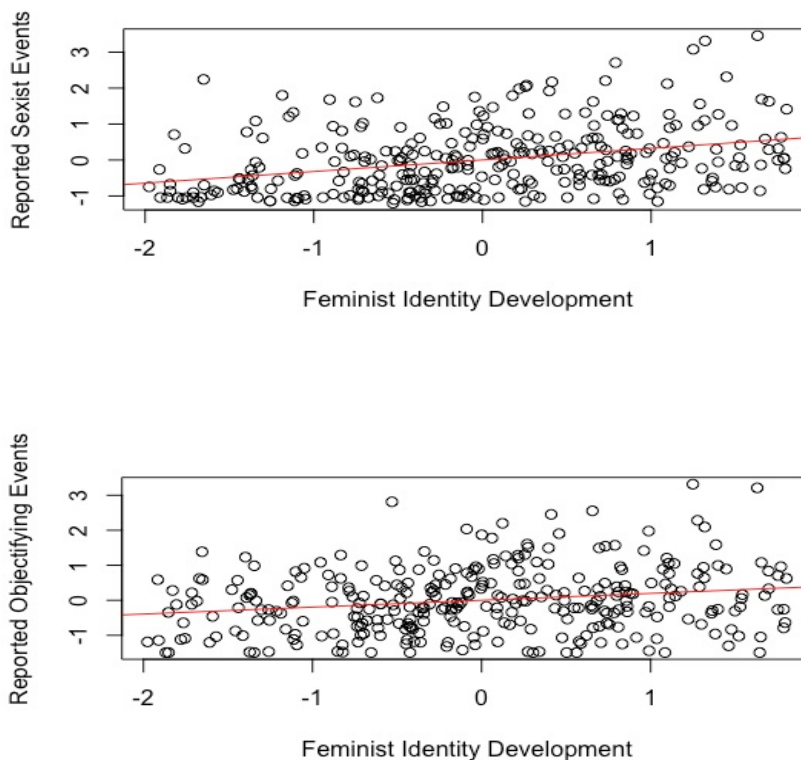 Reported Sexist Events
3
2
1
0
-1
-2 -1 0 1
Feminist Identity Development
Reported Objectifying Events
3
2
1
0
-1
-2 -1 0 1
Feminist Identity Development